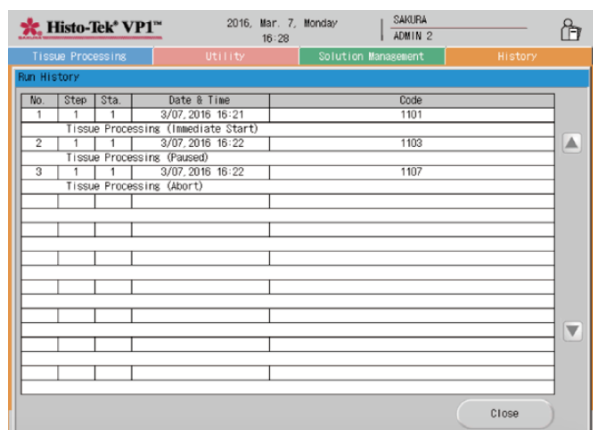 Histo-Tek® VP1™ 2016, Mar. 7, Monday SAKURA
16:28 ADMIN 2
SAKURA
Tissue Processing Utility Solution Management History
Run History
No. Step Sta. Date & Time Code
1 1 1 3/07,2016 16:21 1101
Tissue Processing (Immediate Start)
2 1 1 3/07,2016 16:22 1103
Tissue Processing (Paused)
3 1 1 3/07,2016 16:22 1107
Tissue Processing (Abort)
Close